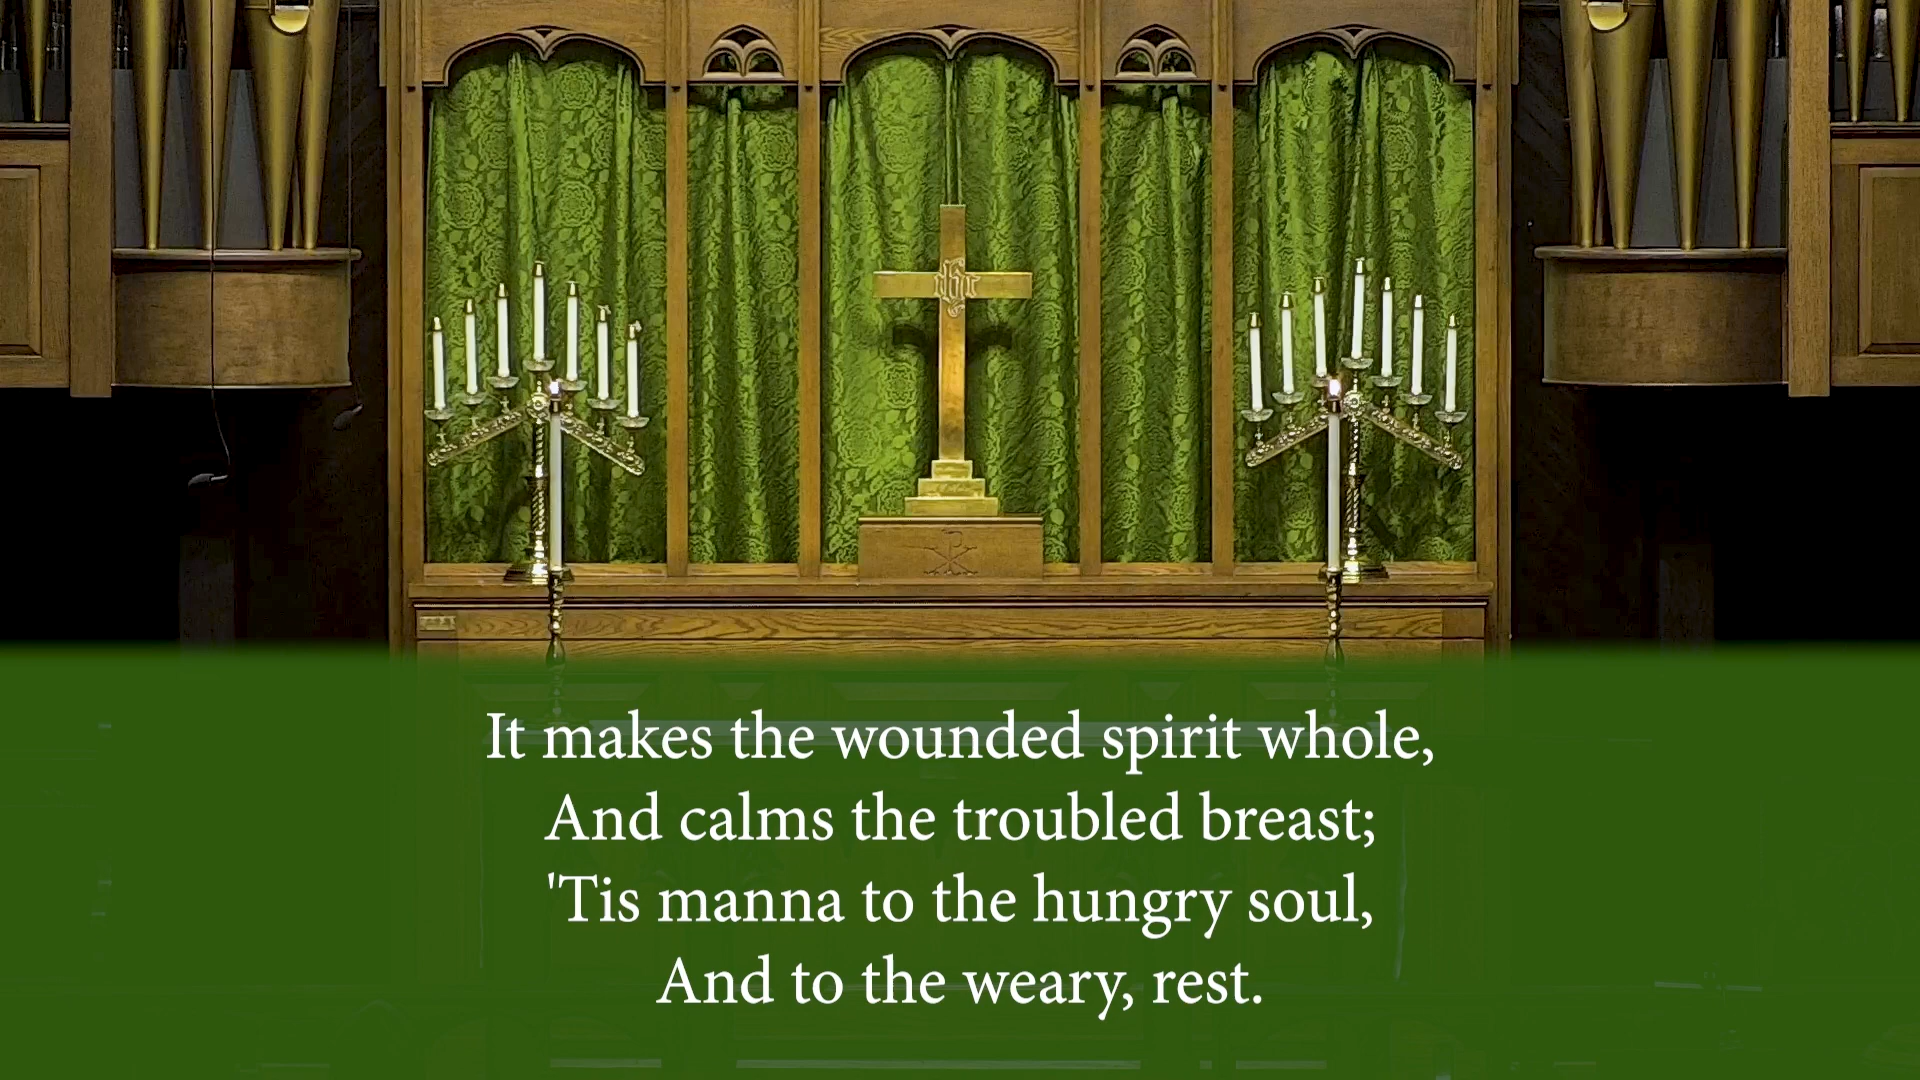 It makes the wounded spirit whole,
And calms the troubled breast;
'Tis manna to the hungry soul,
And to the weary, rest.